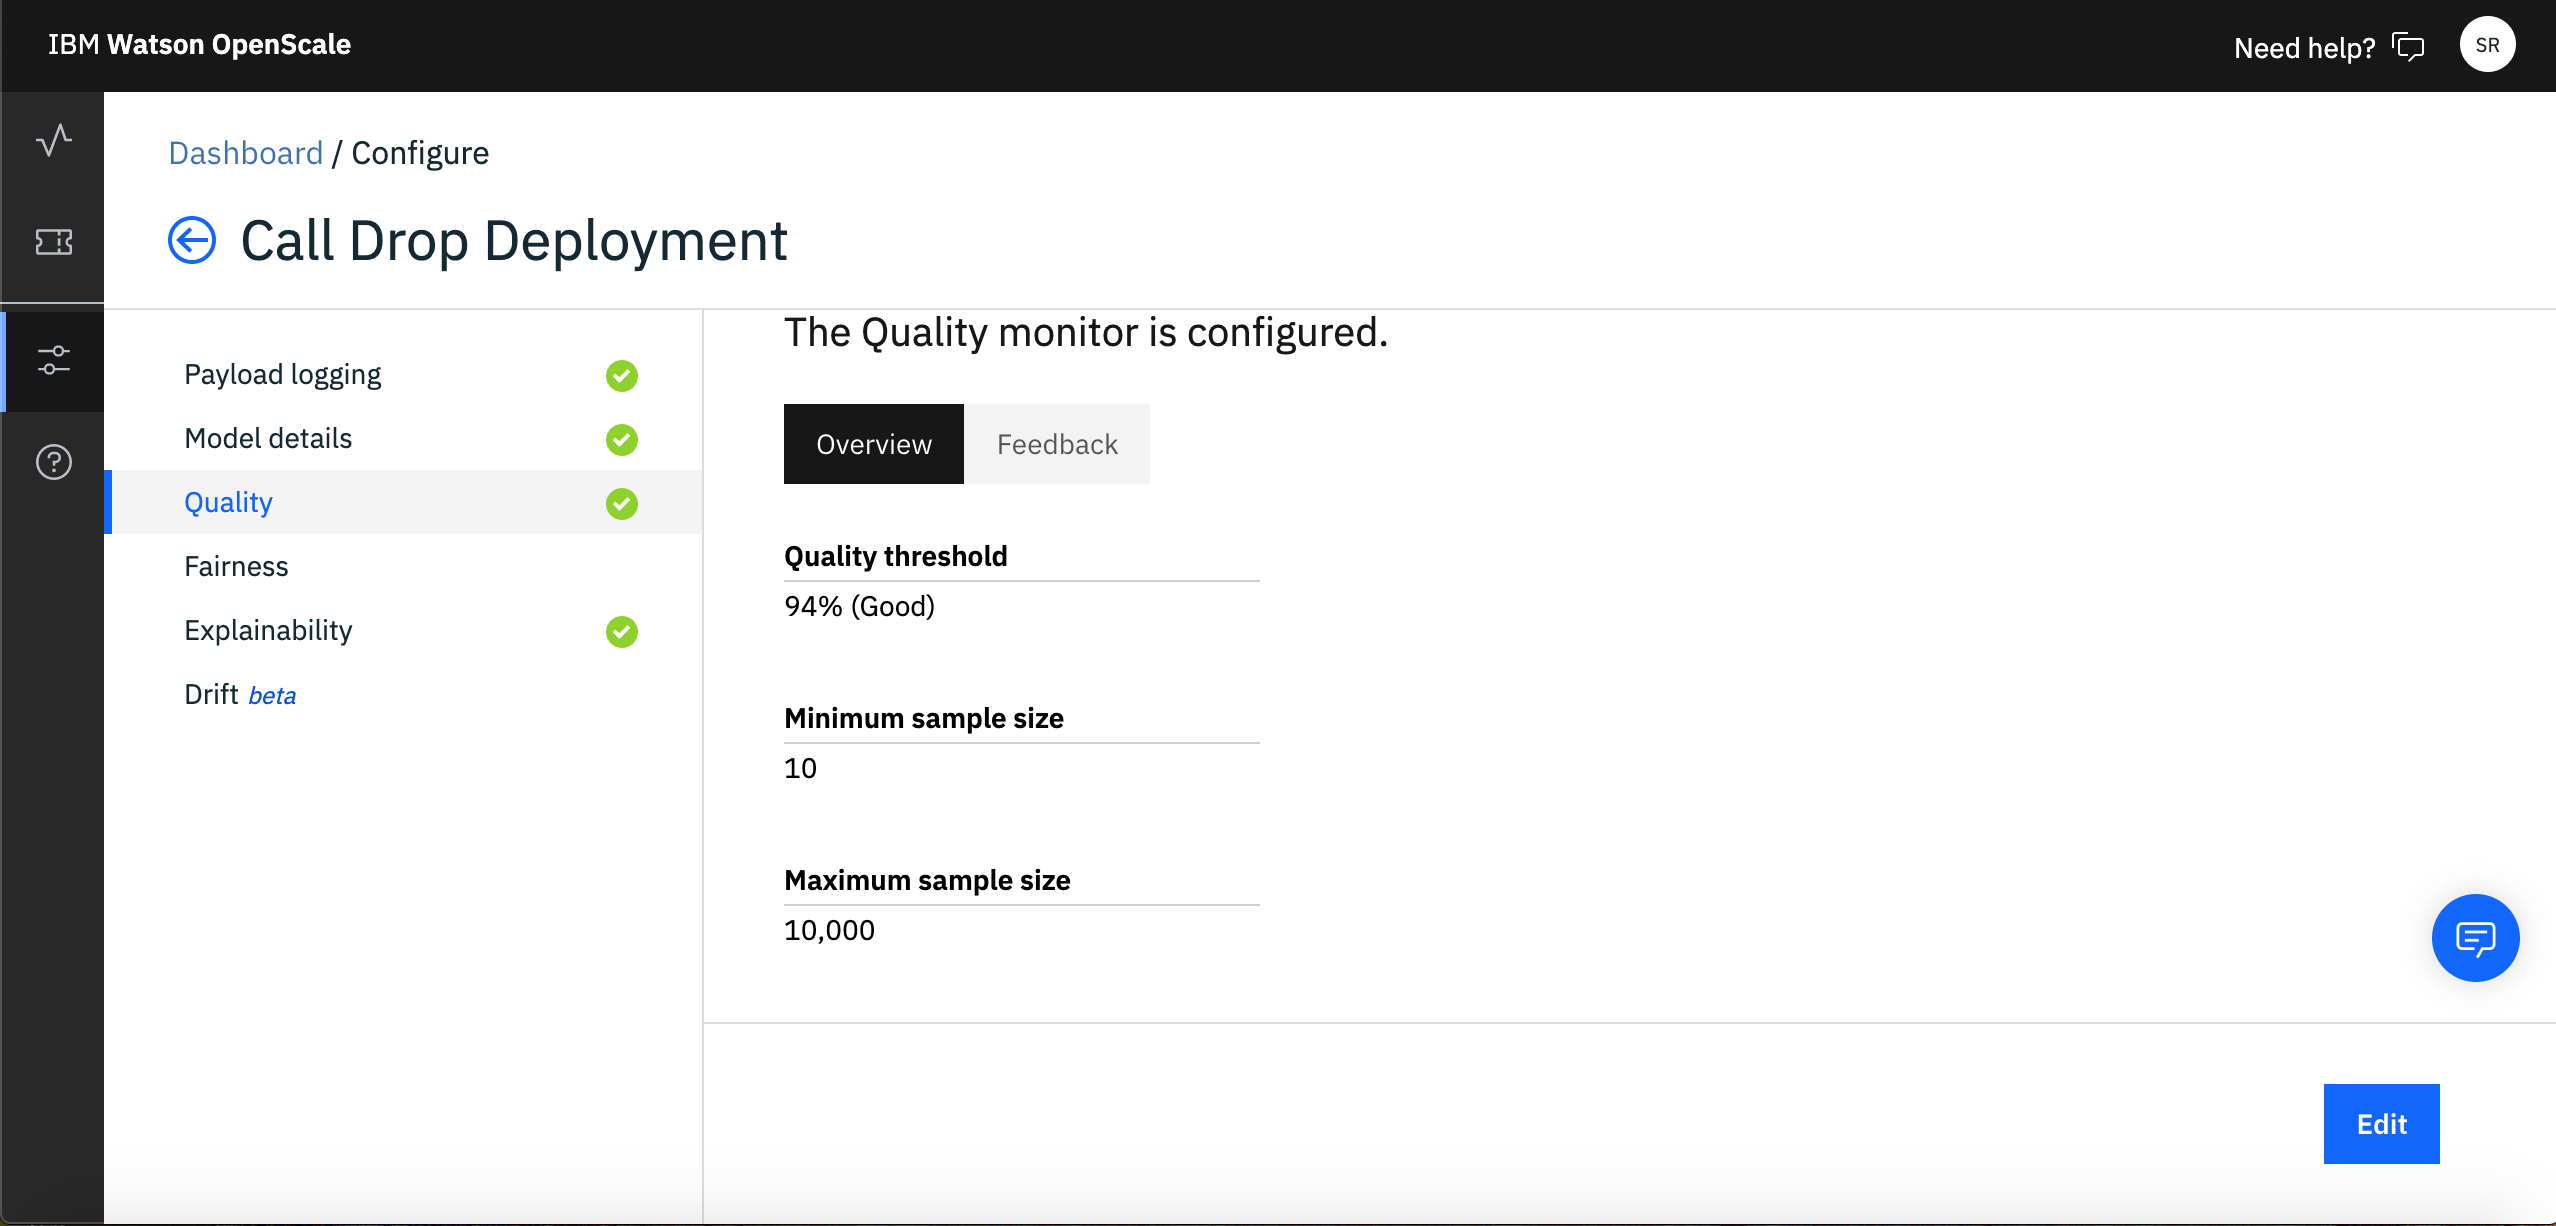 IBM Watson OpenScale
Need help?
SR
Dashboard / Configure
Call Drop Deployment
Payload logging
Model details
Quality
Fairness
Explainability
Drift beta
The Quality monitor is configured.
Overview
Feedback
Quality threshold
94% (Good)
Minimum sample size
10
Maximum sample size
10,000
Edit